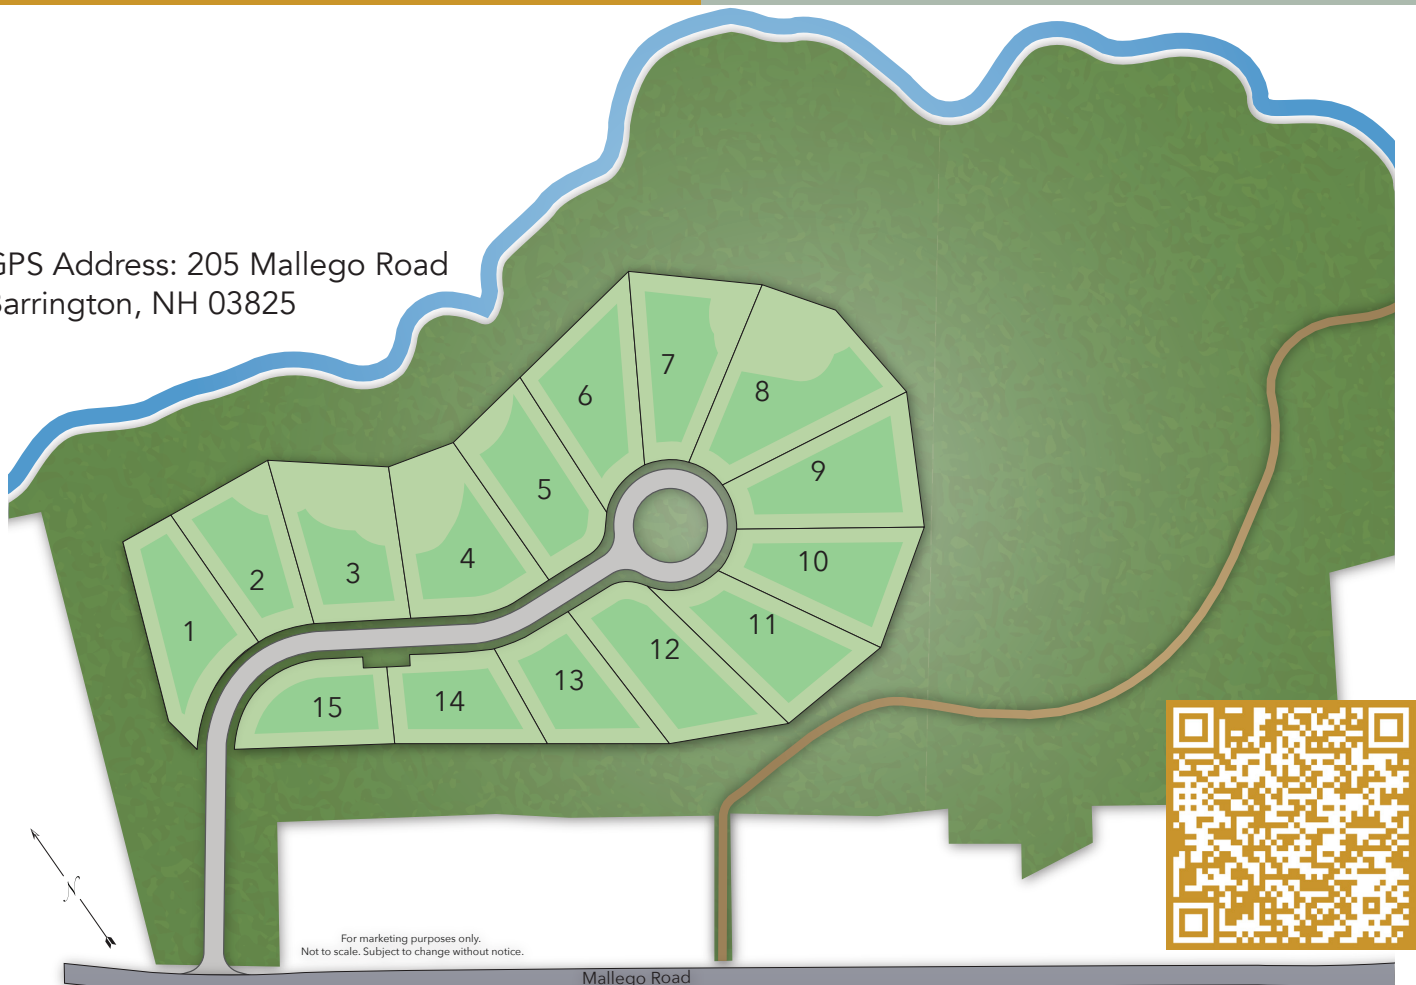 GPS Address: 205 Mallego Road
Barrington, NH 03825
7
6
8
9
5
4
10
3
2
11
1
12
13
14
15
N
For marketing purposes only.
Not to scale. Subject to change without notice.
Mallego Road